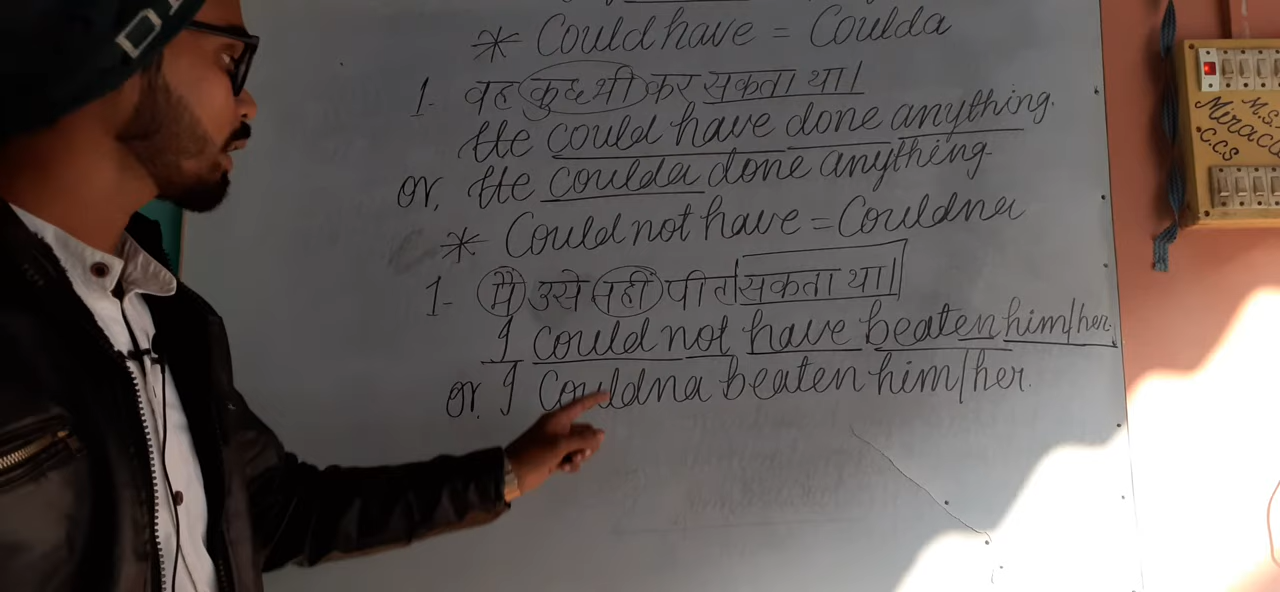 * Could have = Coulda
1- वह कुछ भी कर सकता था।
He could have done anything.
or, He coulda done anything.
* Could not have = Couldna
1- मैं उसे नहीं पीट सकता था।
I could not have beaten him/her.
or. I Couldna beaten him/her.
M.S.
C.C.S